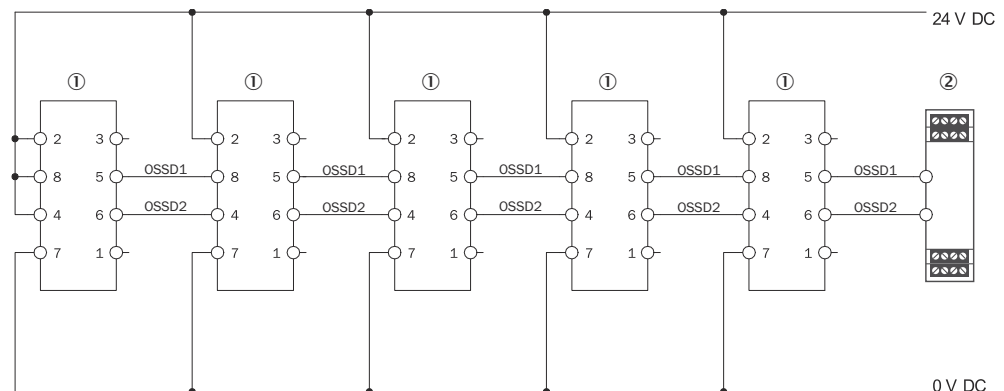 24 V DC
① ① ① ① ① ②
2 3 2 3 2 3 2 3 2 3
8 5 OSSD1 8 5 OSSD1 8 5 OSSD1 8 5 OSSD1 8 5 OSSD1
4 6 OSSD2 4 6 OSSD2 4 6 OSSD2 4 6 OSSD2 4 6 OSSD2
7 1 7 1 7 1 7 1 7 1
0 V DC